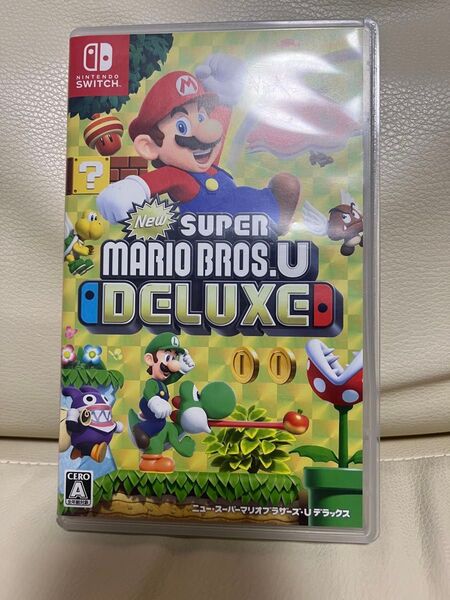 NINTENDO
SWITCH
M
?
New SUPER
MARIO BROS. U
DELUXE
L
CERO
A
ニュー・スーパーマリオブラザーズ・U デラックス